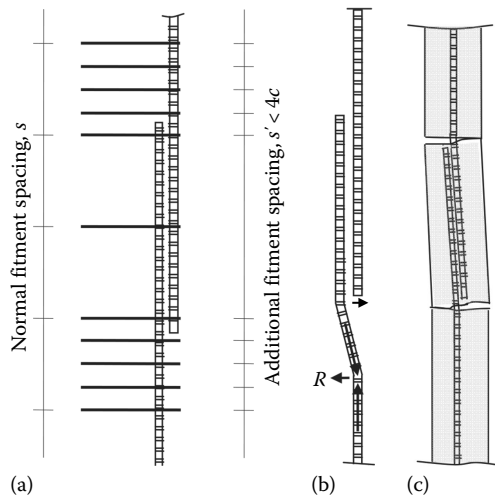 Normal fitment spacing, s
Additional fitment spacing, s′ < 4c
R
(a)
(b)
(c)